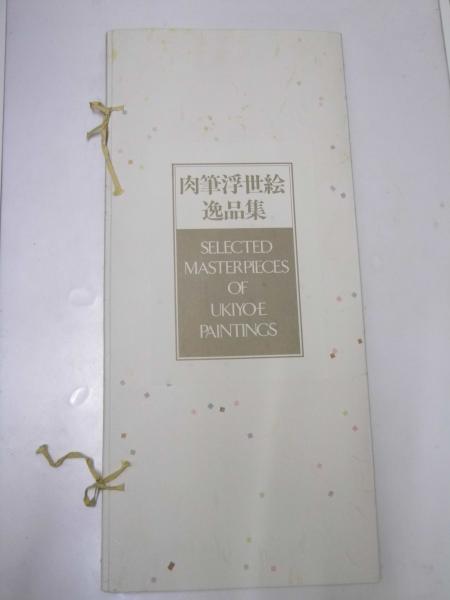 肉筆浮世絵
逸品集
SELECTED
MASTERPIECES
OF
UKIYO-E
PAINTINGS